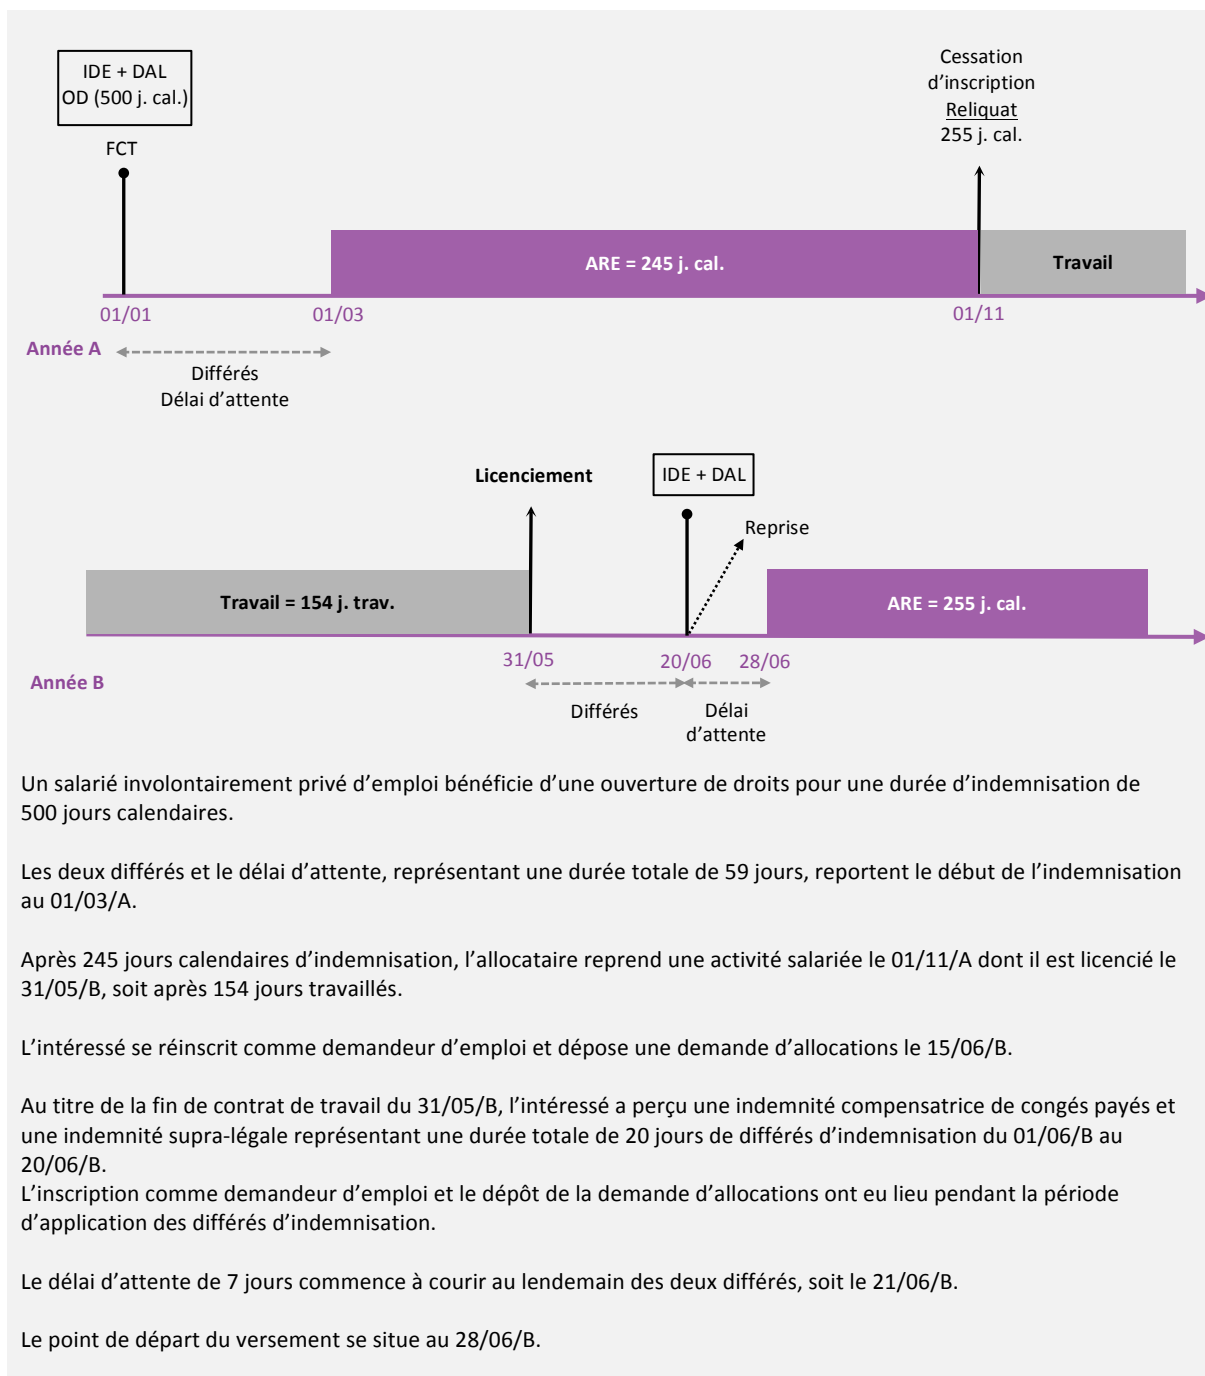 IDE + DAL
OD (500 j. cal.)
FCT
Cessation
d’inscription
Reliquat
255 j. cal.
ARE = 245 j. cal.
Travail
01/01
01/03
01/11
Année A
Différés
Délai d’attente
Licenciement
IDE + DAL
Reprise
Travail = 154 j. trav.
ARE = 255 j. cal.
31/05
20/06
28/06
Année B
Différés
Délai
d’attente
Un salarié involontairement privé d’emploi bénéficie d’une ouverture de droits pour une durée d’indemnisation de
500 jours calendaires.
Les deux différés et le délai d’attente, représentant une durée totale de 59 jours, reportent le début de l’indemnisation
au 01/03/A.
Après 245 jours calendaires d’indemnisation, l’allocataire reprend une activité salariée le 01/11/A dont il est licencié le
31/05/B, soit après 154 jours travaillés.
L’intéressé se réinscrit comme demandeur d’emploi et dépose une demande d’allocations le 15/06/B.
Au titre de la fin de contrat de travail du 31/05/B, l’intéressé a perçu une indemnité compensatrice de congés payés et
une indemnité supra-légale représentant une durée totale de 20 jours de différés d’indemnisation du 01/06/B au
20/06/B.
L’inscription comme demandeur d’emploi et le dépôt de la demande d’allocations ont eu lieu pendant la période
d’application des différés d’indemnisation.
Le délai d’attente de 7 jours commence à courir au lendemain des deux différés, soit le 21/06/B.
Le point de départ du versement se situe au 28/06/B.